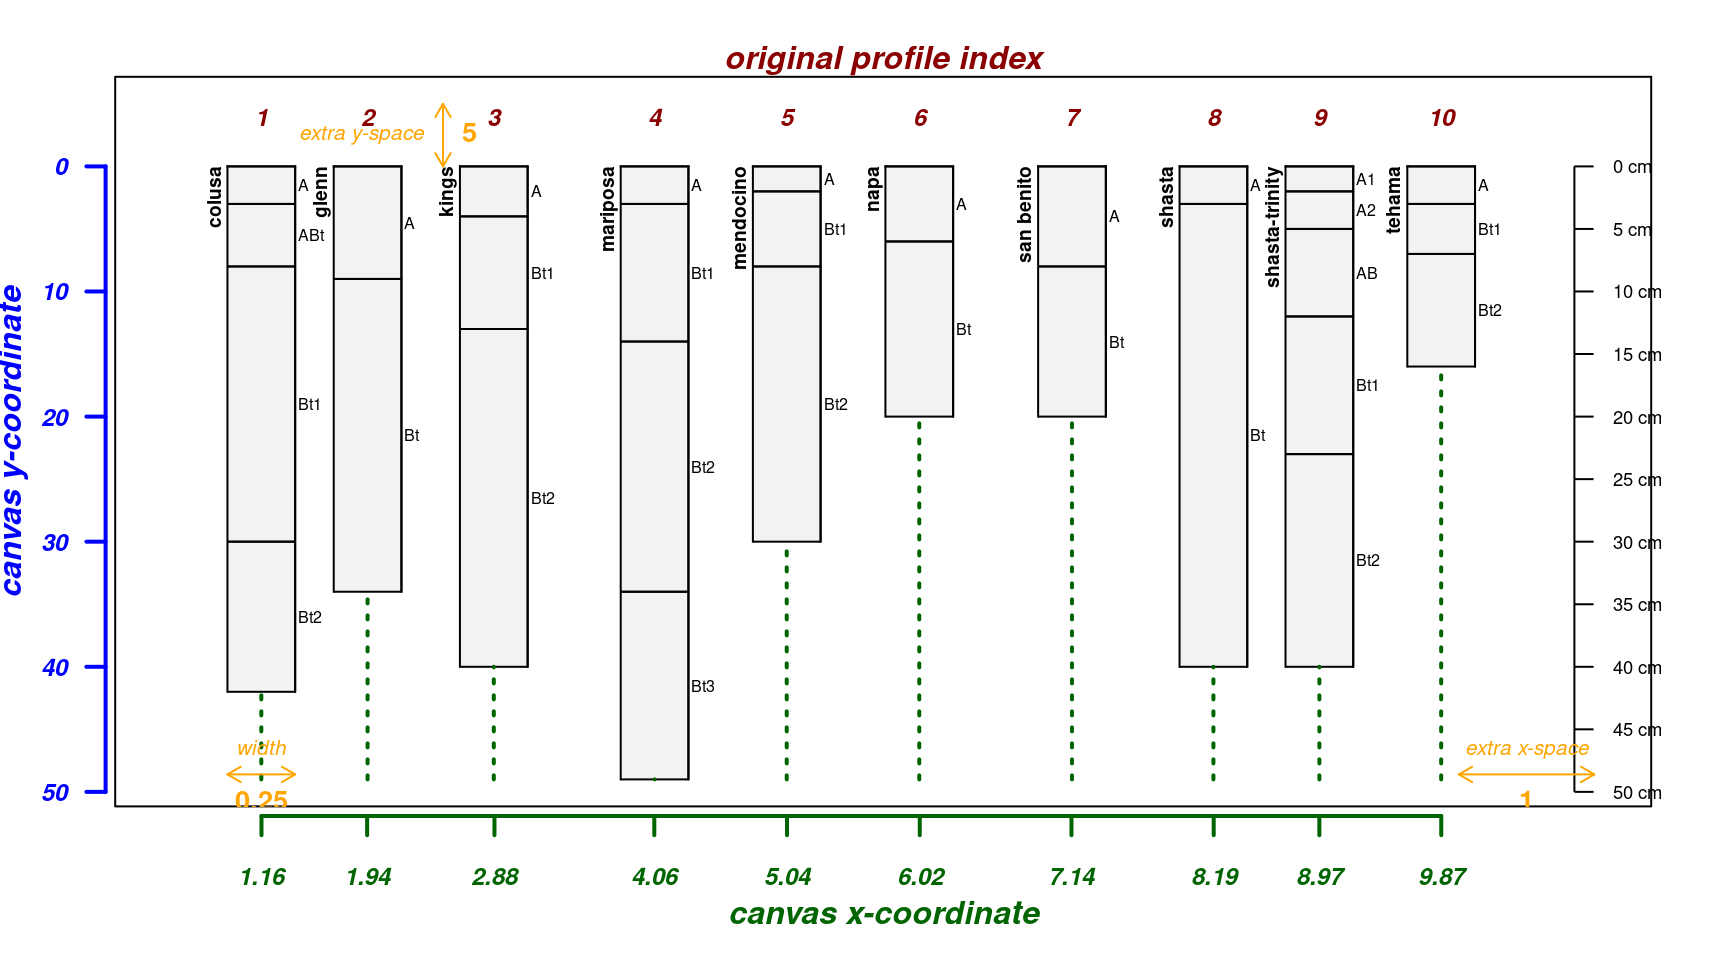 original profile index
1 2 3 4 5 6 7 8 9 10
extra y-space 5
canvas y-coordinate
0
10
20
30
40
50
colusa
A
ABt
Bt1
Bt2
glenn
A
Bt
kings
A
Bt1
Bt2
mariposa
A
Bt1
Bt2
Bt3
mendocino
A
Bt1
Bt2
napa
A
Bt
san benito
A
Bt
shasta
A
Bt
shasta-trinity
A1
A2
AB
Bt1
Bt2
tehama
A
Bt1
Bt2
0 cm
5 cm
10 cm
15 cm
20 cm
25 cm
30 cm
35 cm
40 cm
45 cm
50 cm
width
0.25
extra x-space
1
1.16 1.94 2.88 4.06 5.04 6.02 7.14 8.19 8.97 9.87
canvas x-coordinate